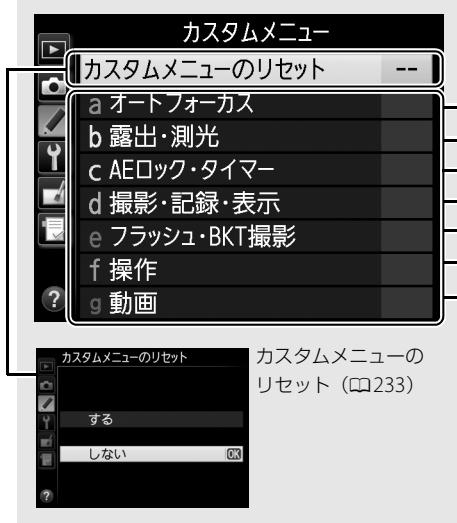 カスタムメニュー
カスタムメニューのリセット --
a オートフォーカス
b 露出・測光
c AEロック・タイマー
d 撮影・記録・表示
e フラッシュ・BKT撮影
f 操作
g 動画
?
カスタムメニューのリセット
する
しない OK
?
カスタムメニューの
リセット（233）